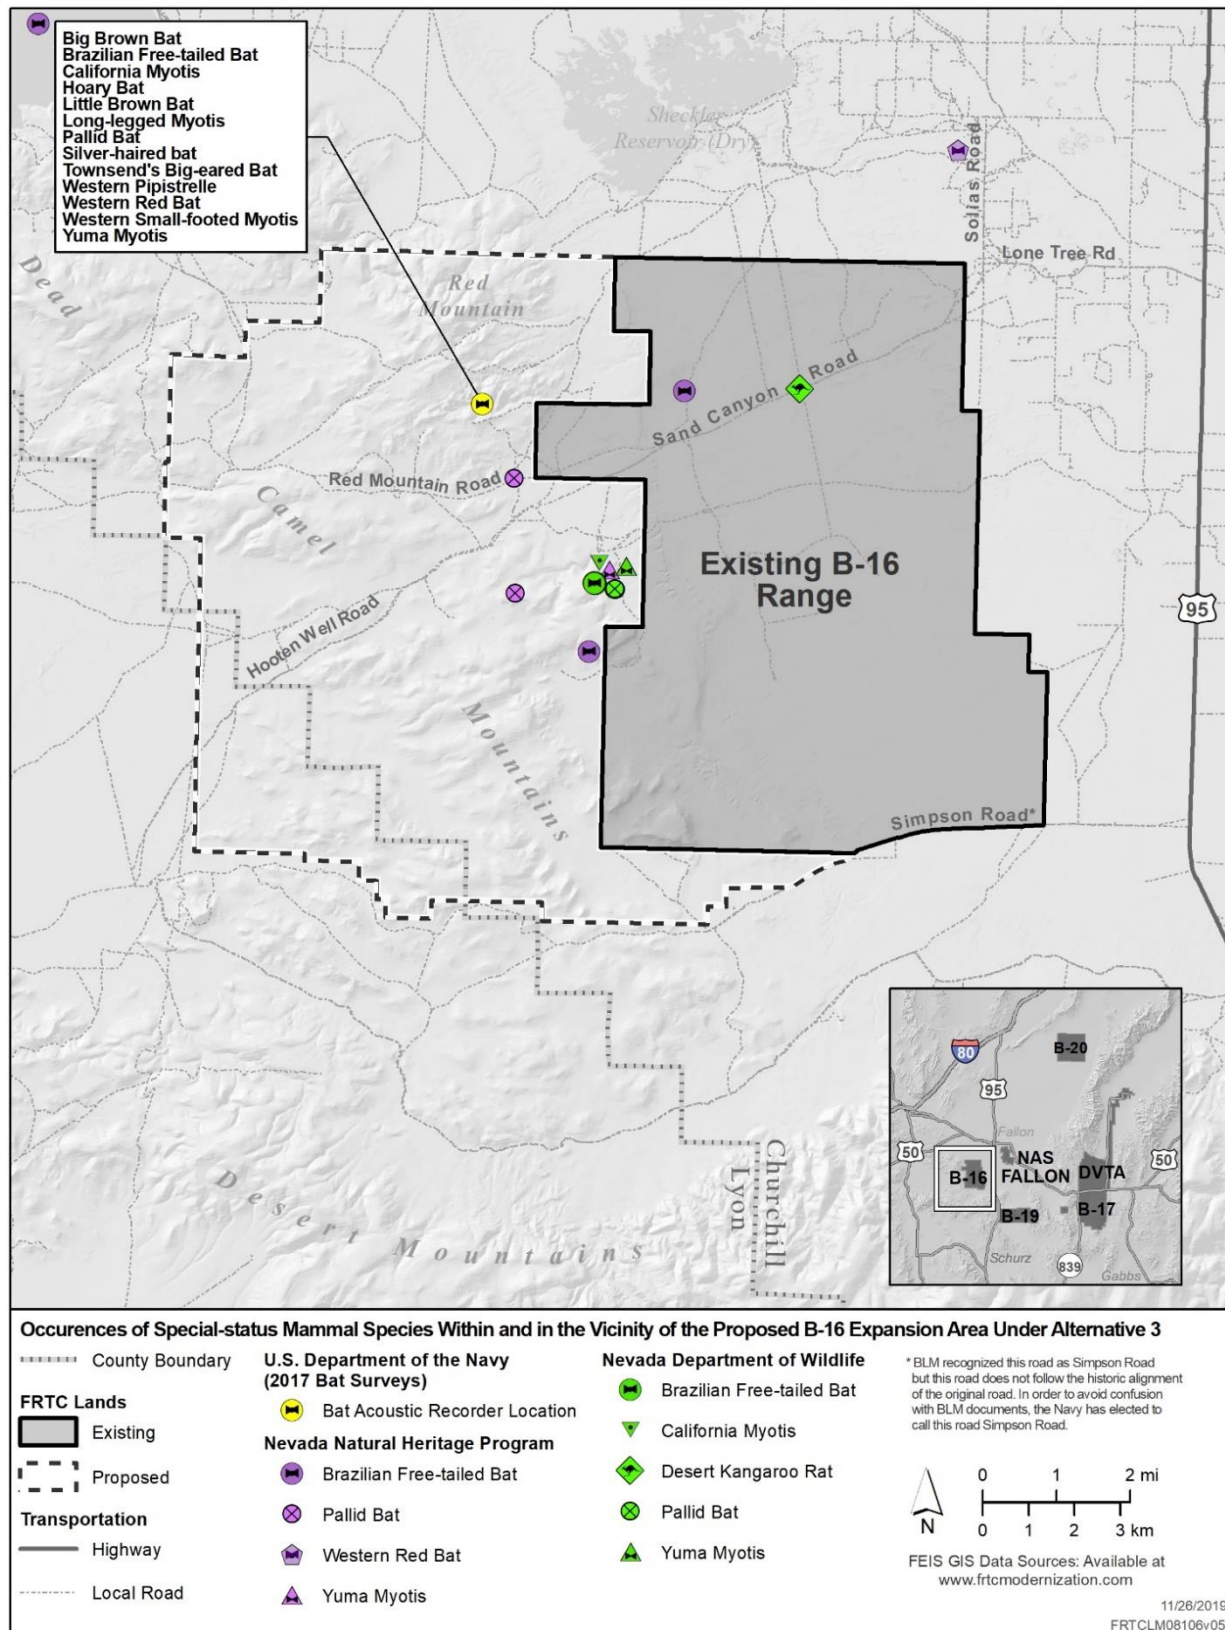 Big Brown Bat
Brazilian Free-tailed Bat
California Myotis
Hoary Bat
Little Brown Bat
Long-legged Myotis
Pallid Bat
Silver-haired bat
Townsend's Big-eared Bat
Western Pipistrelle
Western Red Bat
Western Small-footed Myotis
Yuma Myotis
Sheckler
Reservoir (Dry)
Solias Road
Lone Tree Rd
Dead
Red
Mountain
Sand Canyon Road
Red Mountain Road
Camel
Mountains
Existing B-16
Range
95
Hooten Well Road
Simpson Road*
Churchill
Lyon
Desert Mountains
80
B-20
95
Fallon
50
NAS
FALLON
DVTA
50
B-16
B-19
B-17
Schurz
839
Gabbs
Occurences of Special-status Mammal Species Within and in the Vicinity of the Proposed B-16 Expansion Area Under Alternative 3
County Boundary
FRTC Lands
Existing
Proposed
Transportation
Highway
Local Road
U.S. Department of the Navy
(2017 Bat Surveys)
Bat Acoustic Recorder Location
Nevada Natural Heritage Program
Brazilian Free-tailed Bat
Pallid Bat
Western Red Bat
Yuma Myotis
Nevada Department of Wildlife
Brazilian Free-tailed Bat
California Myotis
Desert Kangaroo Rat
Pallid Bat
Yuma Myotis
* BLM recognized this road as Simpson Road
but this road does not follow the historic alignment
of the original road. In order to avoid confusion
with BLM documents, the Navy has elected to
call this road Simpson Road.
N
0 1 2 mi
0 1 2 3 km
FEIS GIS Data Sources: Available at
www.frtcmodernization.com
11/26/2019
FRTCLM08106v05